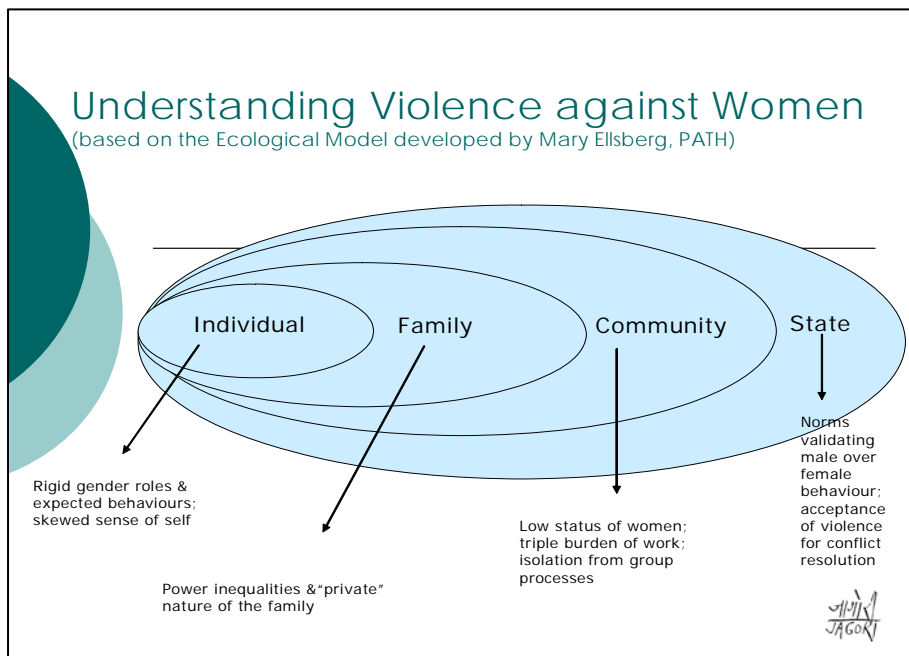 Understanding Violence against Women
(based on the Ecological Model developed by Mary Ellsberg, PATH)
Individual
Family
Community
State
Rigid gender roles &
expected behaviours;
skewed sense of self
Power inequalities &“private”
nature of the family
Low status of women;
triple burden of work;
isolation from group
processes
Norms
validating
male over
female
behaviour;
acceptance
of violence
for conflict
resolution
जागोरी
JAGORI